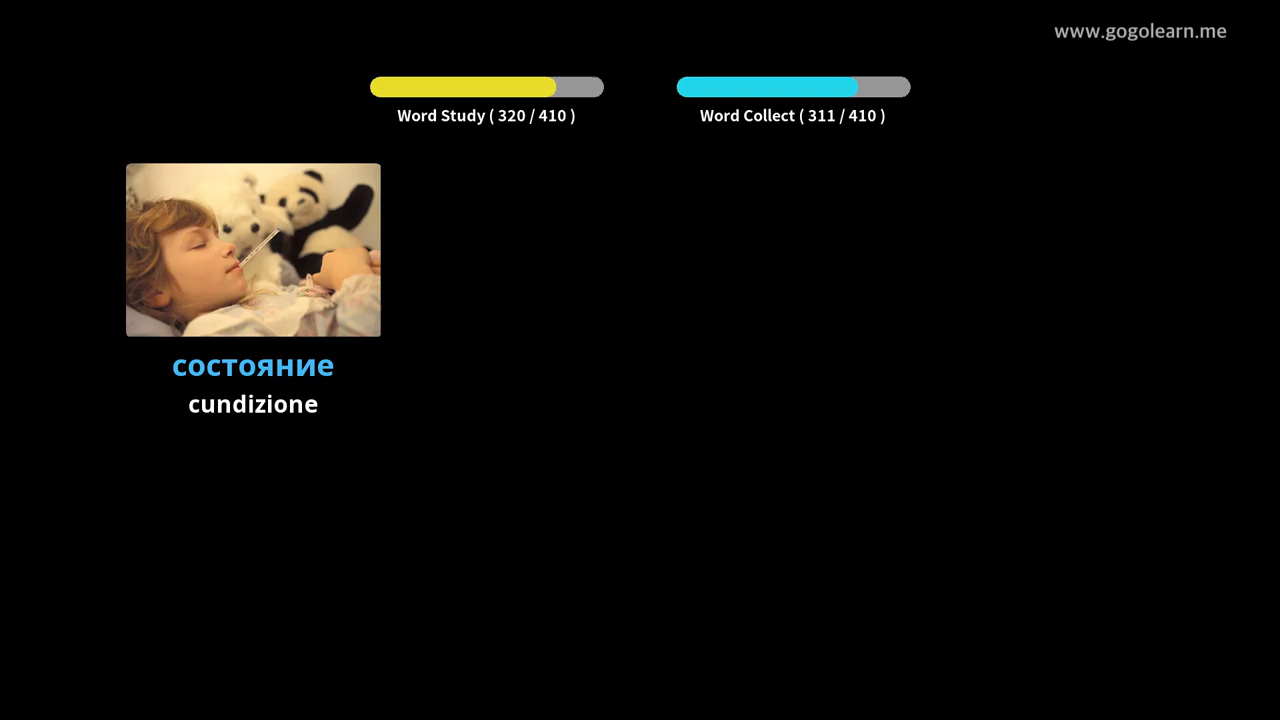 www.gogolearn.me
Word Study ( 320 / 410 )
Word Collect ( 311 / 410 )
состояние
cundizione